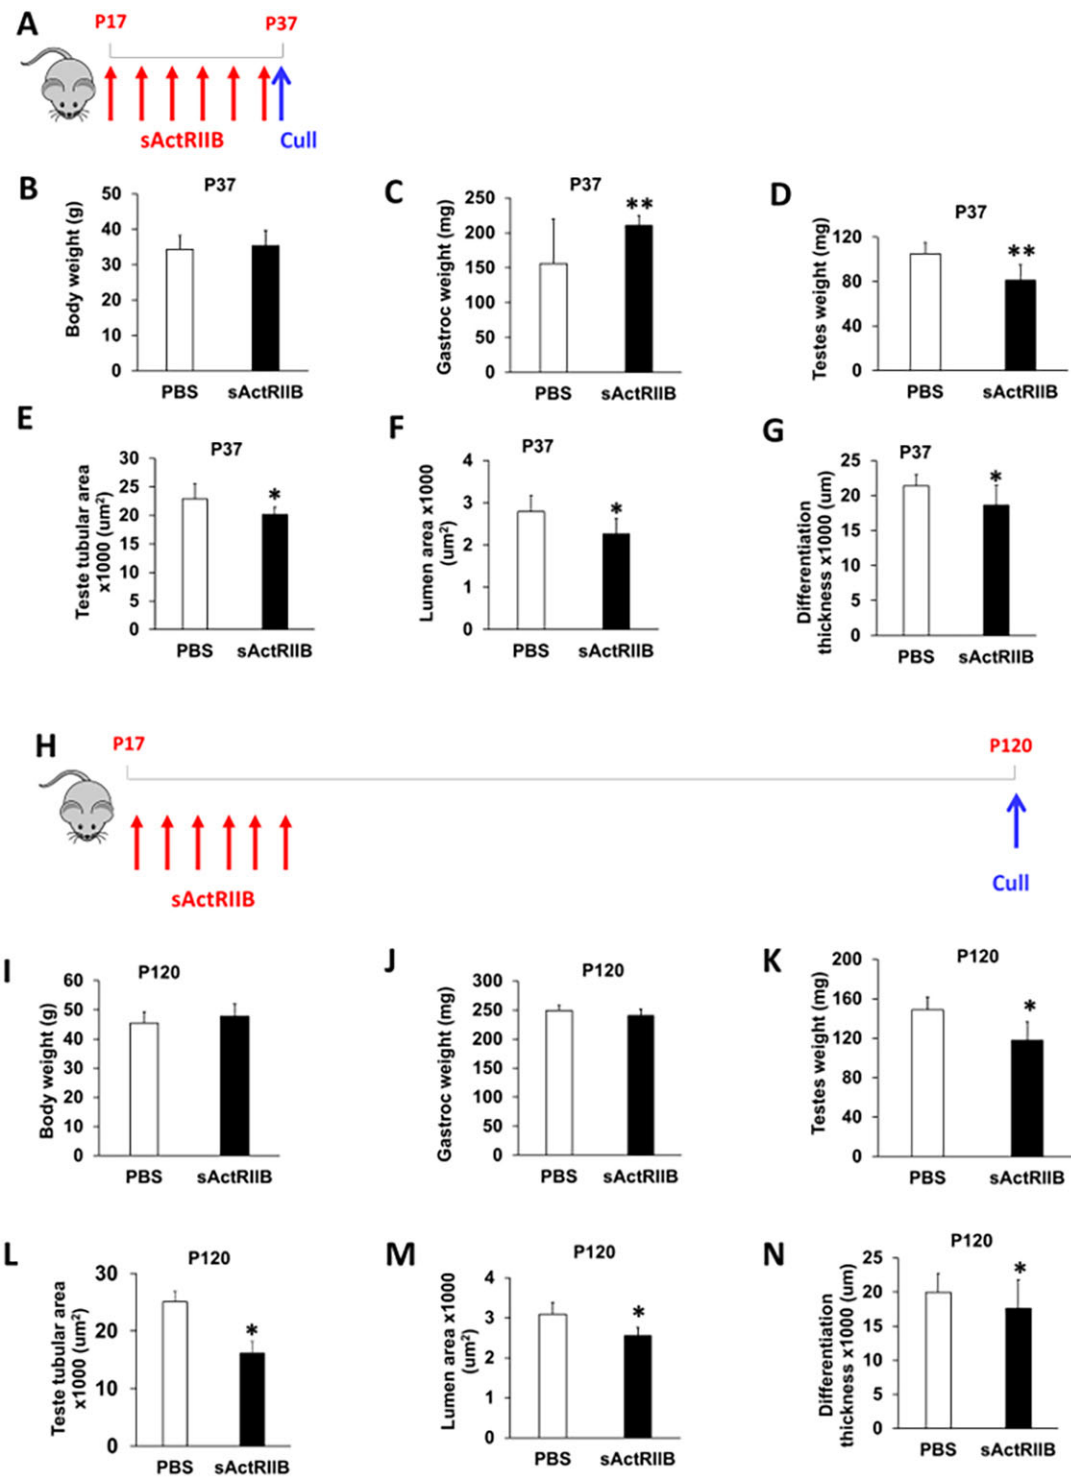 A
P17
P37
sActRIIB
Cull
B
P37
Body weight (g)
50
40
30
20
10
0
PBS
sActRIIB
C
P37
Gastroc weight (mg)
250
200
150
100
50
0
**
PBS
sActRIIB
D
P37
Testes weight (mg)
120
80
40
0
**
PBS
sActRIIB
E
P37
Teste tubular area
x1000 (um²)
30
25
20
15
10
5
0
*
PBS
sActRIIB
F
P37
Lumen area x1000
(um²)
4
3
2
1
0
*
PBS
sActRIIB
G
P37
Differentiation
thickness x1000 (um)
25
20
15
10
5
0
*
PBS
sActRIIB
H
P17
P120
sActRIIB
Cull
I
P120
Body weight (g)
60
50
40
30
20
10
0
PBS
sActRIIB
J
P120
Gastroc weight (mg)
300
250
200
150
100
50
0
PBS
sActRIIB
K
P120
Testes weight (mg)
200
160
120
80
40
0
*
PBS
sActRIIB
L
P120
Teste tubular area
x1000 (um²)
30
20
10
0
*
PBS
sActRIIB
M
P120
Lumen area x1000
(um²)
4
3
2
1
0
*
PBS
sActRIIB
N
P120
Differentiation
thickness x1000 (um)
25
20
15
10
5
0
*
PBS
sActRIIB